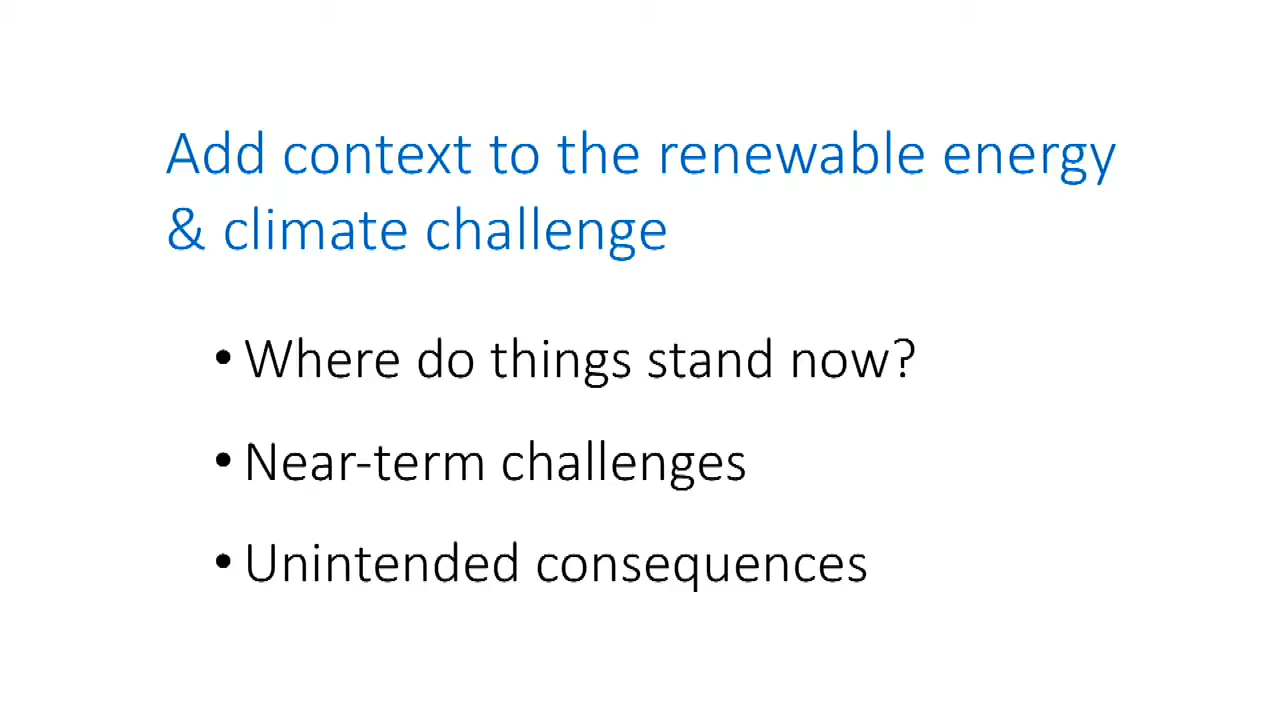 Add context to the renewable energy
& climate challenge
• Where do things stand now?
• Near-term challenges
• Unintended consequences